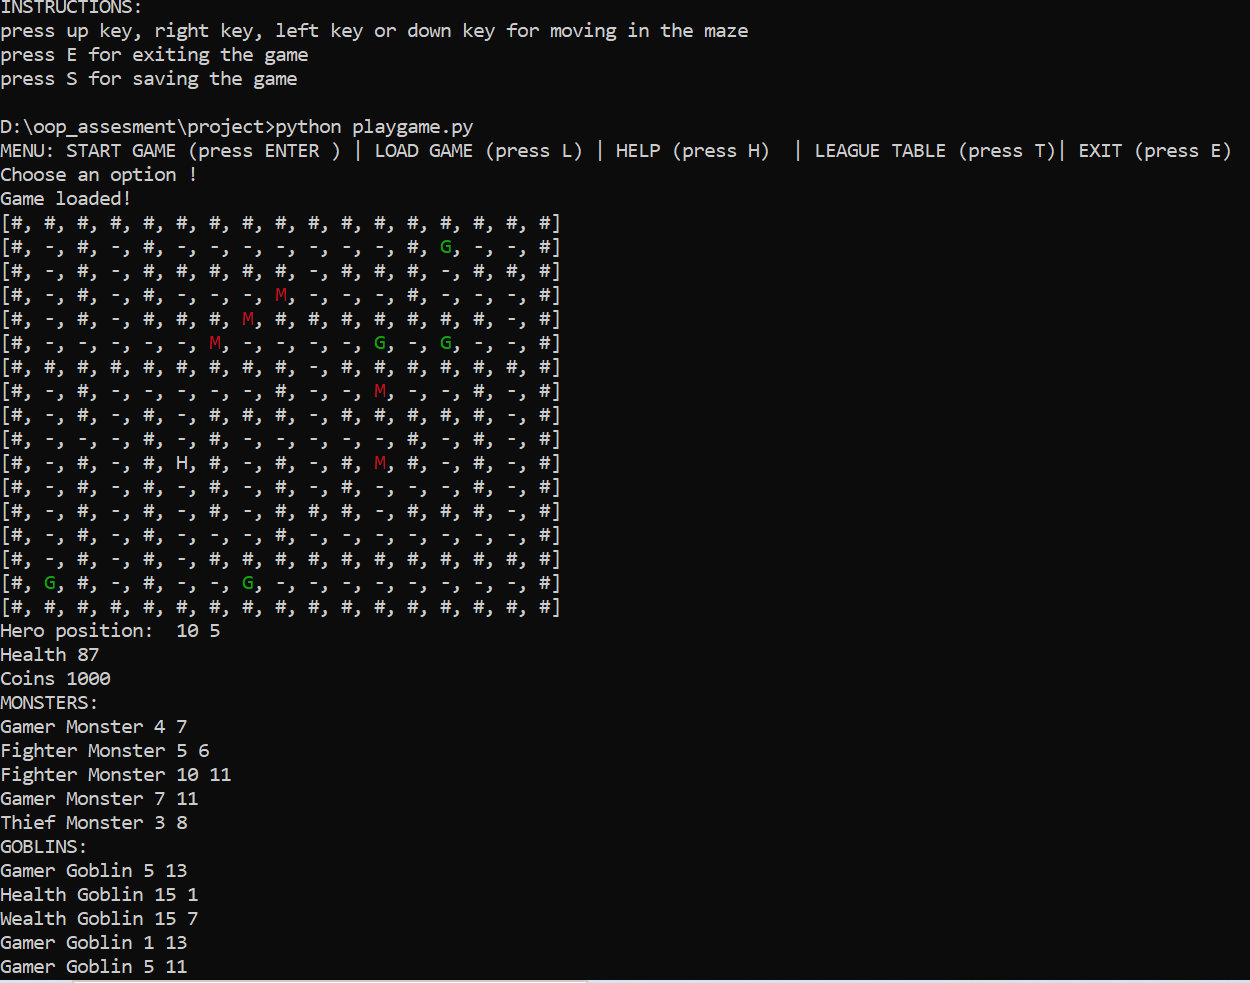 INSTRUCTIONS:
press up key, right key, left key or down key for moving in the maze
press E for exiting the game
press S for saving the game
D:\oop_assesment\project>python playgame.py
MENU: START GAME (press ENTER ) | LOAD GAME (press L) | HELP (press H)  | LEAGUE TABLE (press T)| EXIT (press E)
Choose an option !
Game loaded!
[#, #, #, #, #, #, #, #, #, #, #, #, #, #, #, #, #]
[#, -, #, -, #, -, -, -, -, -, -, -, #, G, -, -, #]
[#, -, #, -, #, #, #, #, #, -, #, #, #, -, #, #, #]
[#, -, #, -, #, -, -, -, M, -, -, -, #, -, -, -, #]
[#, -, #, -, #, #, #, M, #, #, #, #, #, #, #, -, #]
[#, -, -, -, -, -, M, -, -, -, -, G, -, G, -, -, #]
[#, #, #, #, #, #, #, #, #, -, #, #, #, #, #, #, #]
[#, -, #, -, -, -, -, -, #, -, -, M, -, -, #, -, #]
[#, -, #, -, #, -, #, #, #, -, #, #, #, #, #, -, #]
[#, -, -, -, #, -, #, -, -, -, -, -, #, -, #, -, #]
[#, -, #, -, #, H, #, -, #, -, #, M, #, -, #, -, #]
[#, -, #, -, #, -, #, -, #, -, #, -, -, -, #, -, #]
[#, -, #, -, #, -, #, -, #, #, #, -, #, #, #, -, #]
[#, -, #, -, #, -, -, -, #, -, -, -, -, -, -, -, #]
[#, -, #, -, #, -, #, #, #, #, #, #, #, #, #, #, #]
[#, G, #, -, #, -, -, G, -, -, -, -, -, -, -, -, #]
[#, #, #, #, #, #, #, #, #, #, #, #, #, #, #, #, #]
Hero position:  10 5
Health 87
Coins 1000
MONSTERS:
Gamer Monster 4 7
Fighter Monster 5 6
Fighter Monster 10 11
Gamer Monster 7 11
Thief Monster 3 8
GOBLINS:
Gamer Goblin 5 13
Health Goblin 15 1
Wealth Goblin 15 7
Gamer Goblin 1 13
Gamer Goblin 5 11